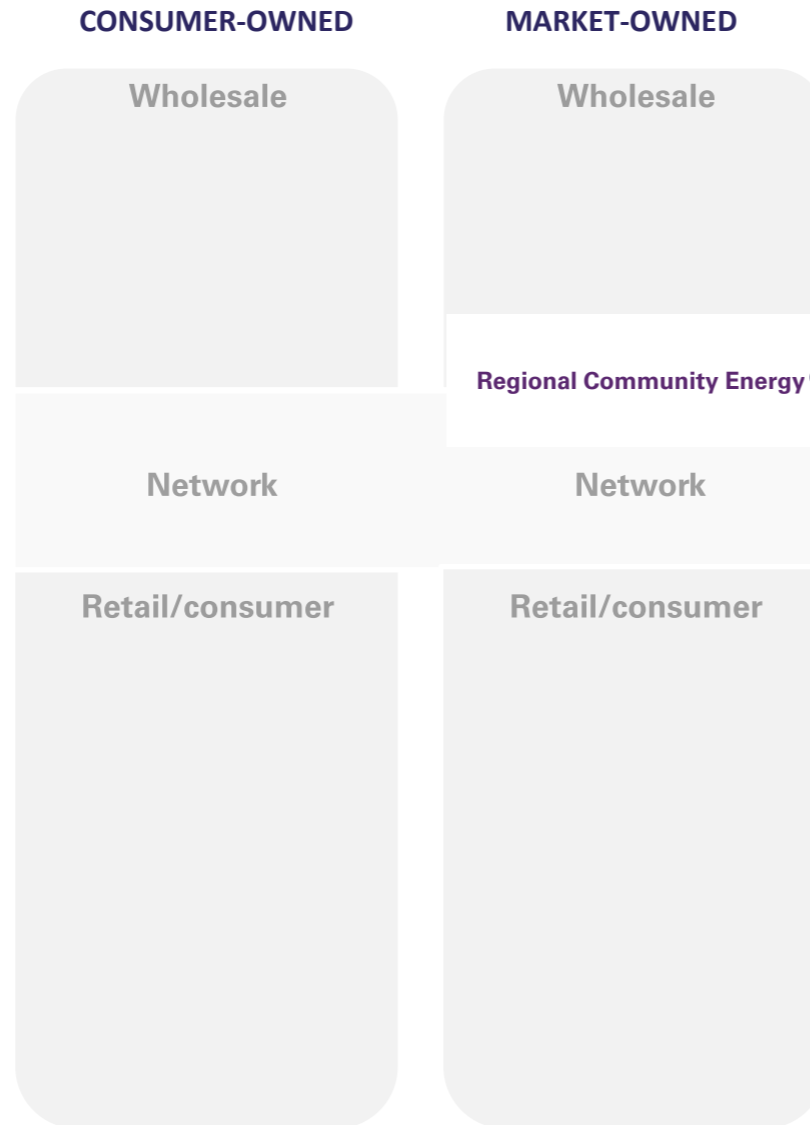 CONSUMER-OWNED MARKET-OWNED
Wholesale Wholesale
Regional Community Energy
Network Network
Retail/consumer Retail/consumer